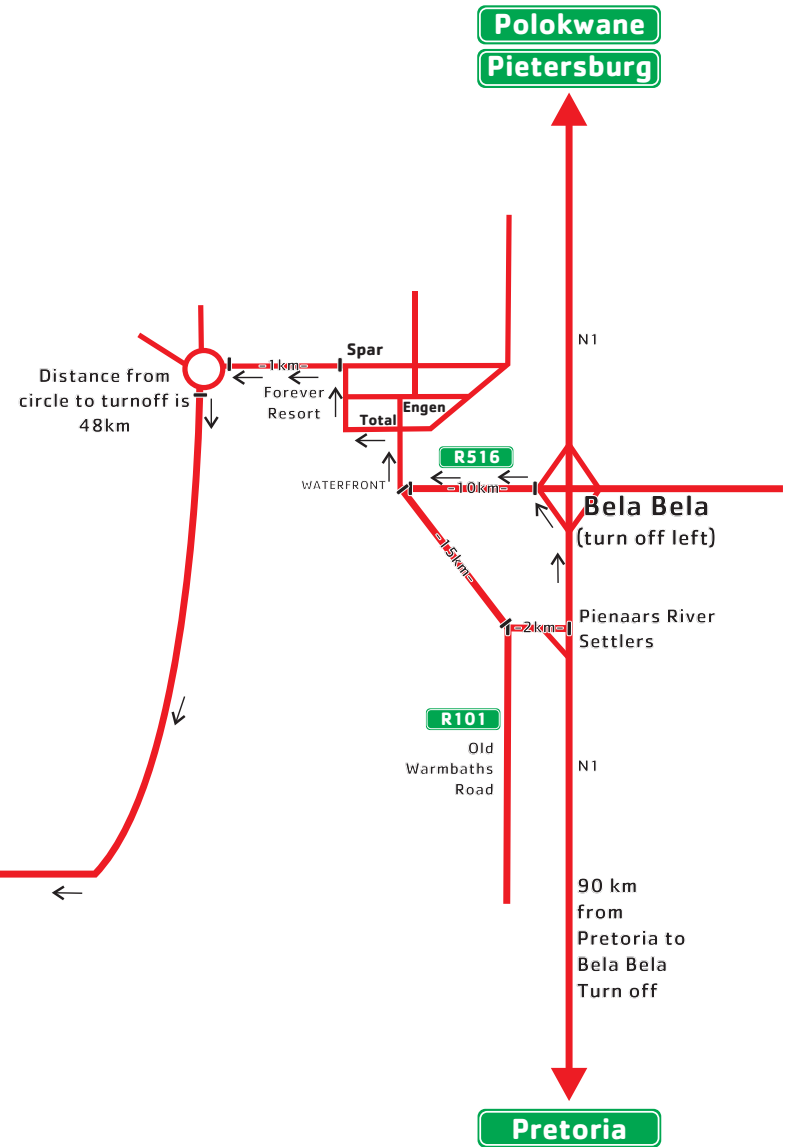 Polokwane
Pietersburg
N1
Spar
-1km-
Distance from
circle to turnoff is
48km
Forever
Resort
Engen
Total
R516
WATERFRONT
-10km-
Bela Bela
(turn off left)
-15km-
Pienaars River
Settlers
-2km-
R101
Old
Warmbaths
Road
N1
90 km
from
Pretoria to
Bela Bela
Turn off
Pretoria